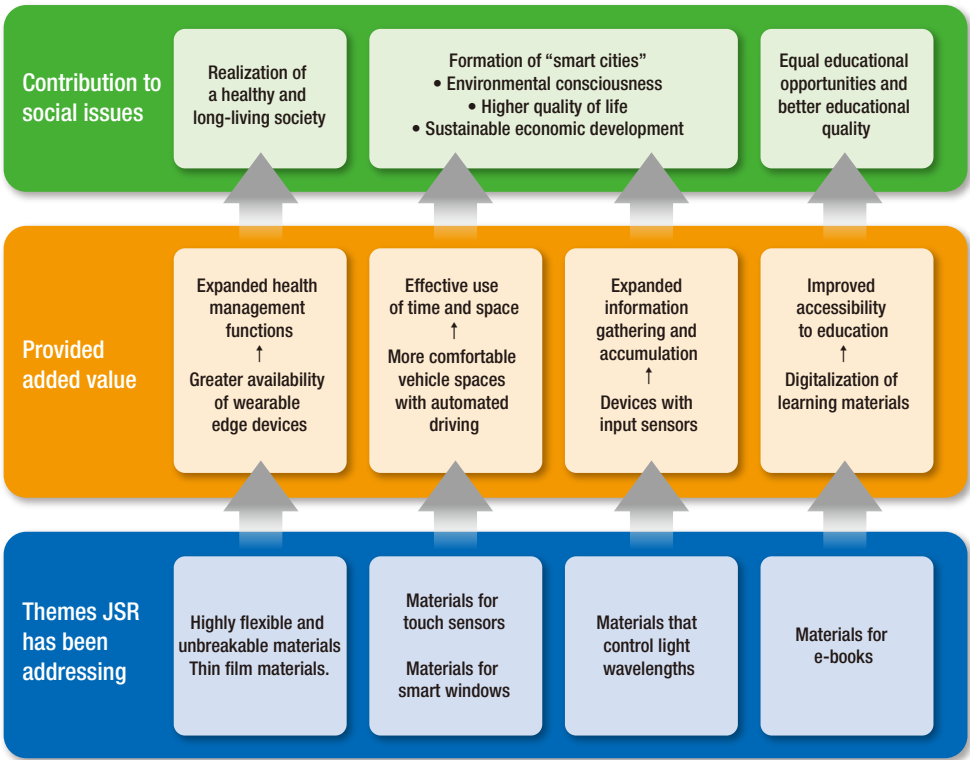 Contribution to
social issues
Realization of
a healthy and
long-living society
Formation of “smart cities”
• Environmental consciousness
• Higher quality of life
• Sustainable economic development
Equal educational
opportunities and
better educational
quality
Provided
added value
Expanded health
management
functions
↑
Greater availability
of wearable
edge devices
Effective use
of time and space
↑
More comfortable
vehicle spaces
with automated
driving
Expanded
information
gathering and
accumulation
↑
Devices with
input sensors
Improved
accessibility
to education
↑
Digitalization of
learning materials
Themes JSR
has been
addressing
Highly flexible and
unbreakable materials
Thin film materials.
Materials for
touch sensors
Materials for
smart windows
Materials that
control light
wavelengths
Materials for
e-books